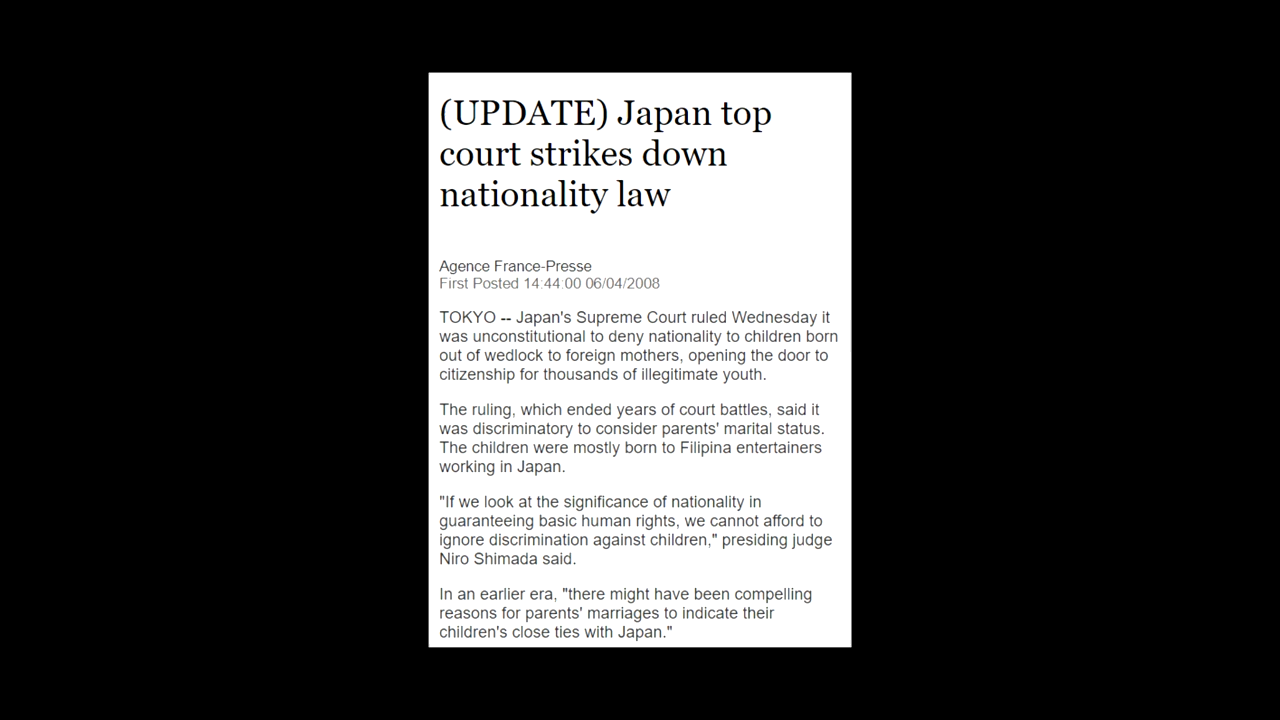 (UPDATE) Japan top
court strikes down
nationality law
Agence France-Presse
First Posted 14:44:00 06/04/2008
TOKYO -- Japan's Supreme Court ruled Wednesday it
was unconstitutional to deny nationality to children born
out of wedlock to foreign mothers, opening the door to
citizenship for thousands of illegitimate youth.
The ruling, which ended years of court battles, said it
was discriminatory to consider parents' marital status.
The children were mostly born to Filipina entertainers
working in Japan.
"If we look at the significance of nationality in
guaranteeing basic human rights, we cannot afford to
ignore discrimination against children," presiding judge
Niro Shimada said.
In an earlier era, "there might have been compelling
reasons for parents' marriages to indicate their
children's close ties with Japan."